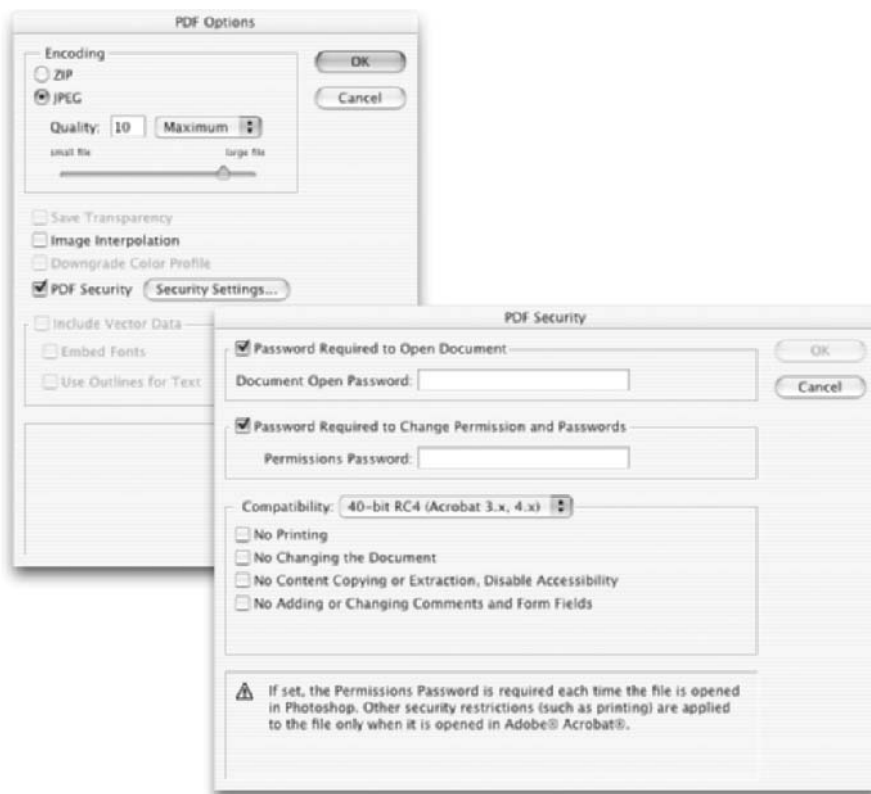 PDF Options
Encoding
ZIP
JPEG
Quality: 10 Maximum
small file large file
OK
Cancel
Save Transparency
Image Interpolation
Downgrade Color Profile
PDF Security Security Settings...
Include Vector Data
Embed Fonts
Use Outlines for Text
PDF Security
Password Required to Open Document
Document Open Password:
OK
Cancel
Password Required to Change Permission and Passwords
Permissions Password:
Compatibility: 40-bit RC4 (Acrobat 3.x, 4.x)
No Printing
No Changing the Document
No Content Copying or Extraction, Disable Accessibility
No Adding or Changing Comments and Form Fields
If set, the Permissions Password is required each time the file is opened
in Photoshop. Other security restrictions (such as printing) are applied
to the file only when it is opened in Adobe® Acrobat®.